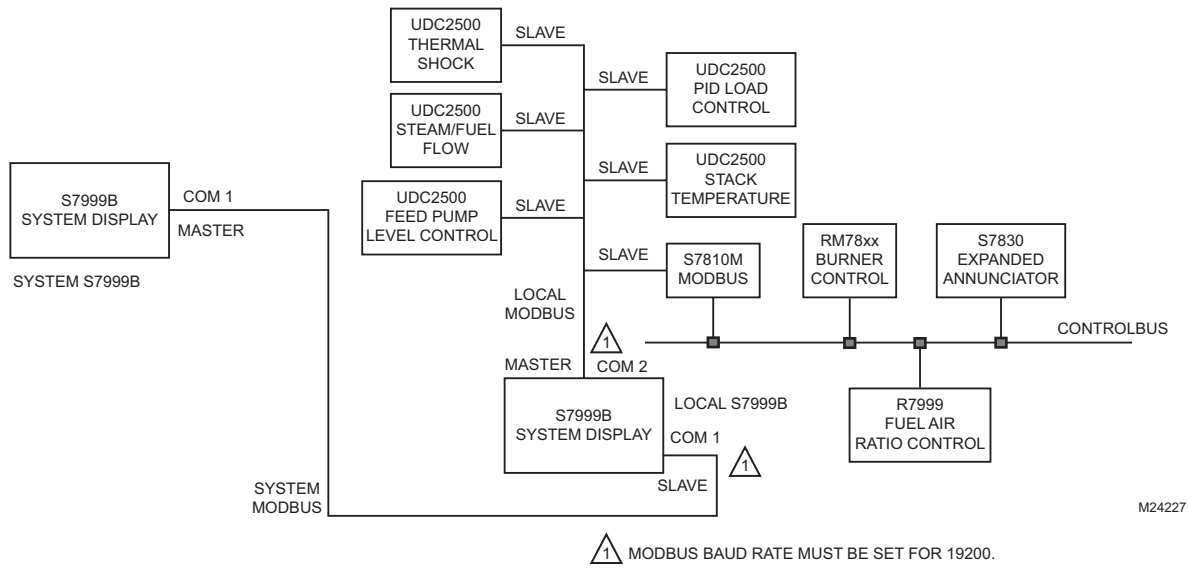 UDC2500
THERMAL
SHOCK
SLAVE
SLAVE
UDC2500
PID LOAD
CONTROL
UDC2500
STEAM/FUEL
FLOW
SLAVE
S7999B
SYSTEM DISPLAY
COM 1
MASTER
SYSTEM S7999B
SLAVE
UDC2500
STACK
TEMPERATURE
UDC2500
FEED PUMP
LEVEL CONTROL
SLAVE
SLAVE
S7810M
MODBUS
RM78xx
BURNER
CONTROL
S7830
EXPANDED
ANNUNCIATOR
LOCAL
MODBUS
CONTROLBUS
1
MASTER
COM 2
S7999B
SYSTEM DISPLAY
LOCAL S7999B
COM 1
1
SLAVE
R7999
FUEL AIR
RATIO CONTROL
SYSTEM
MODBUS
M24227
1 MODBUS BAUD RATE MUST BE SET FOR 19200.